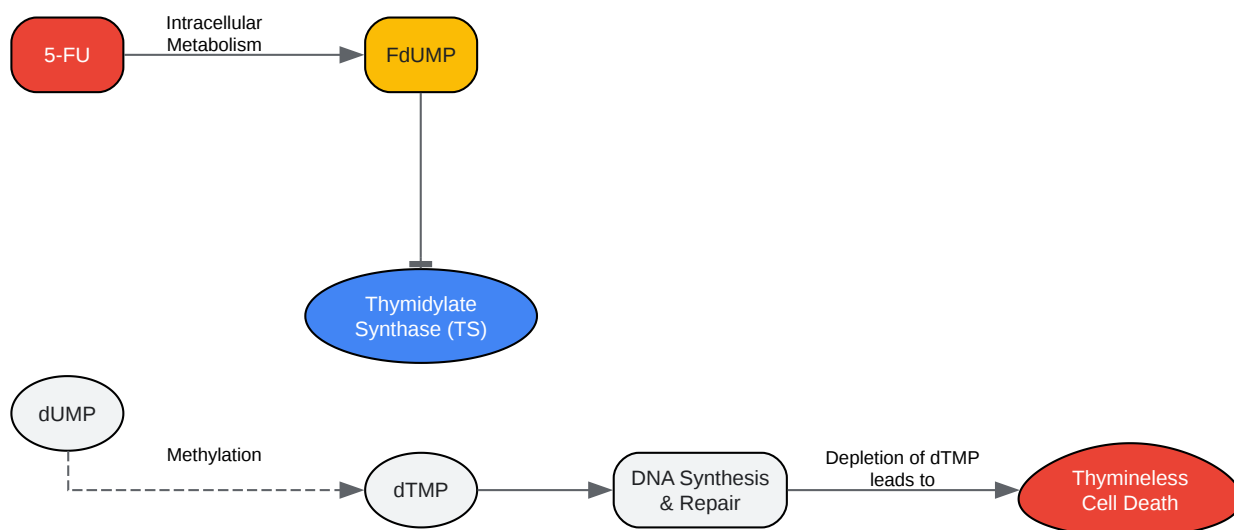 5-FU
Intracellular
Metabolism
FdUMP
Thymidylate
Synthase (TS)
dUMP
Methylation
dTMP
DNA Synthesis
& Repair
Depletion of dTMP
leads to
Thymineless
Cell Death